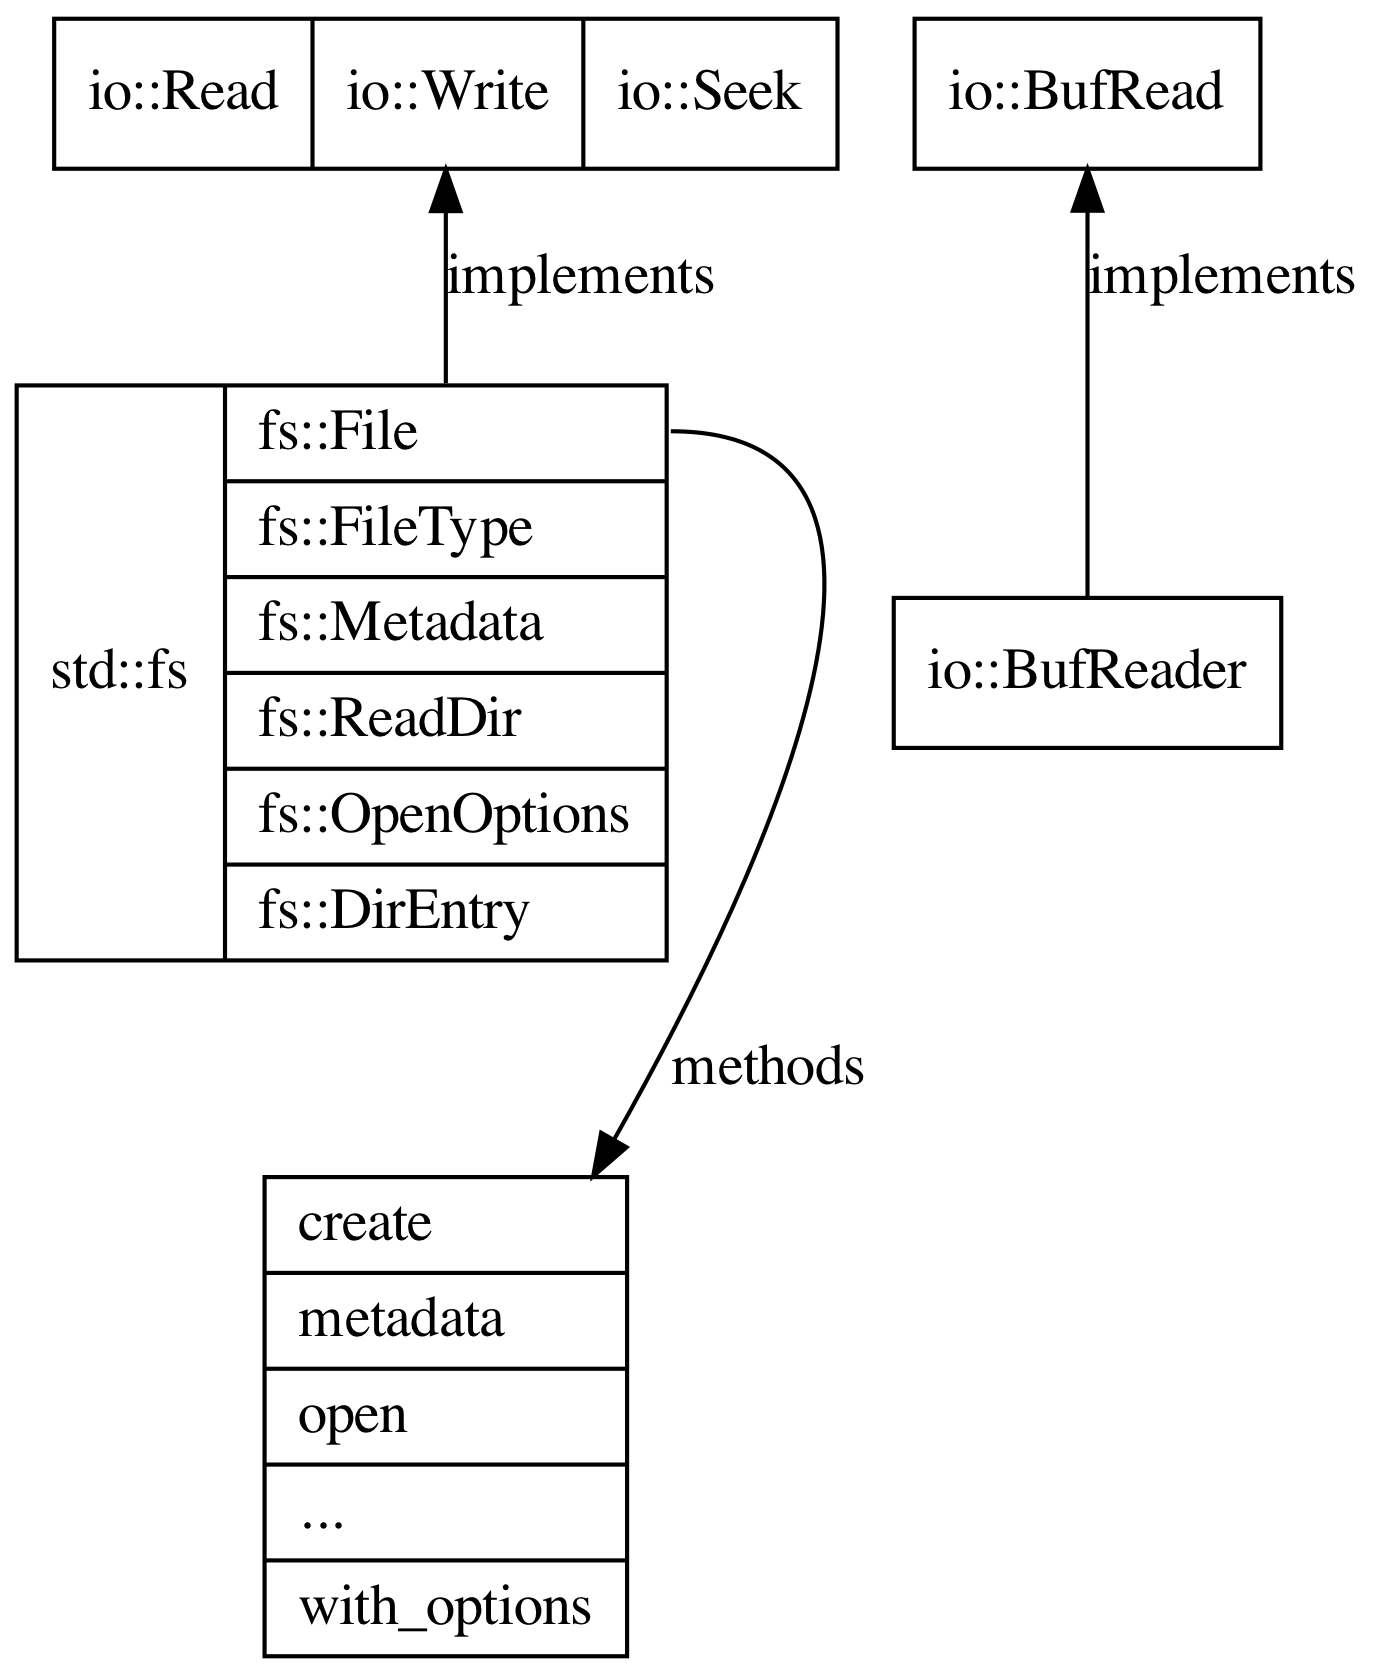 io::Read
io::Write
io::Seek
io::BufRead
implements
implements
std::fs
fs::File
fs::FileType
fs::Metadata
fs::ReadDir
fs::OpenOptions
fs::DirEntry
io::BufReader
methods
create
metadata
open
...
with_options